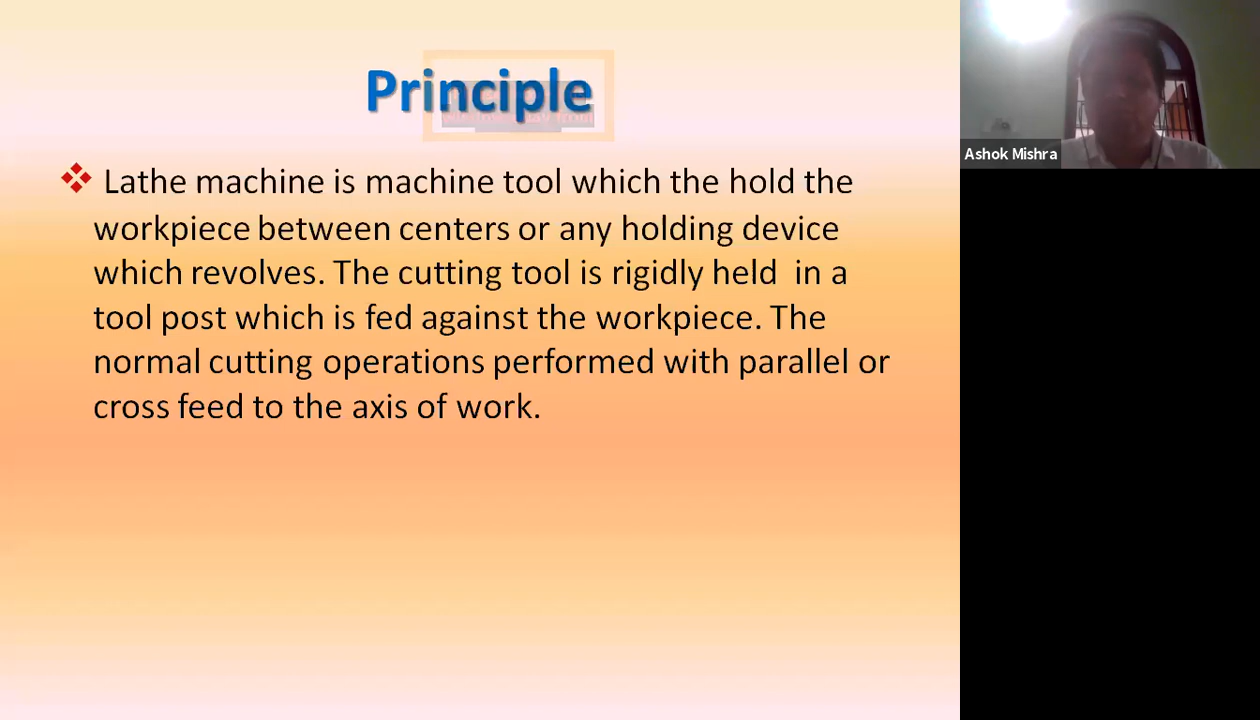 Principle
Lathe machine is machine tool which the hold the
workpiece between centers or any holding device
which revolves. The cutting tool is rigidly held  in a
tool post which is fed against the workpiece. The
normal cutting operations performed with parallel or
cross feed to the axis of work.
Ashok Mishra